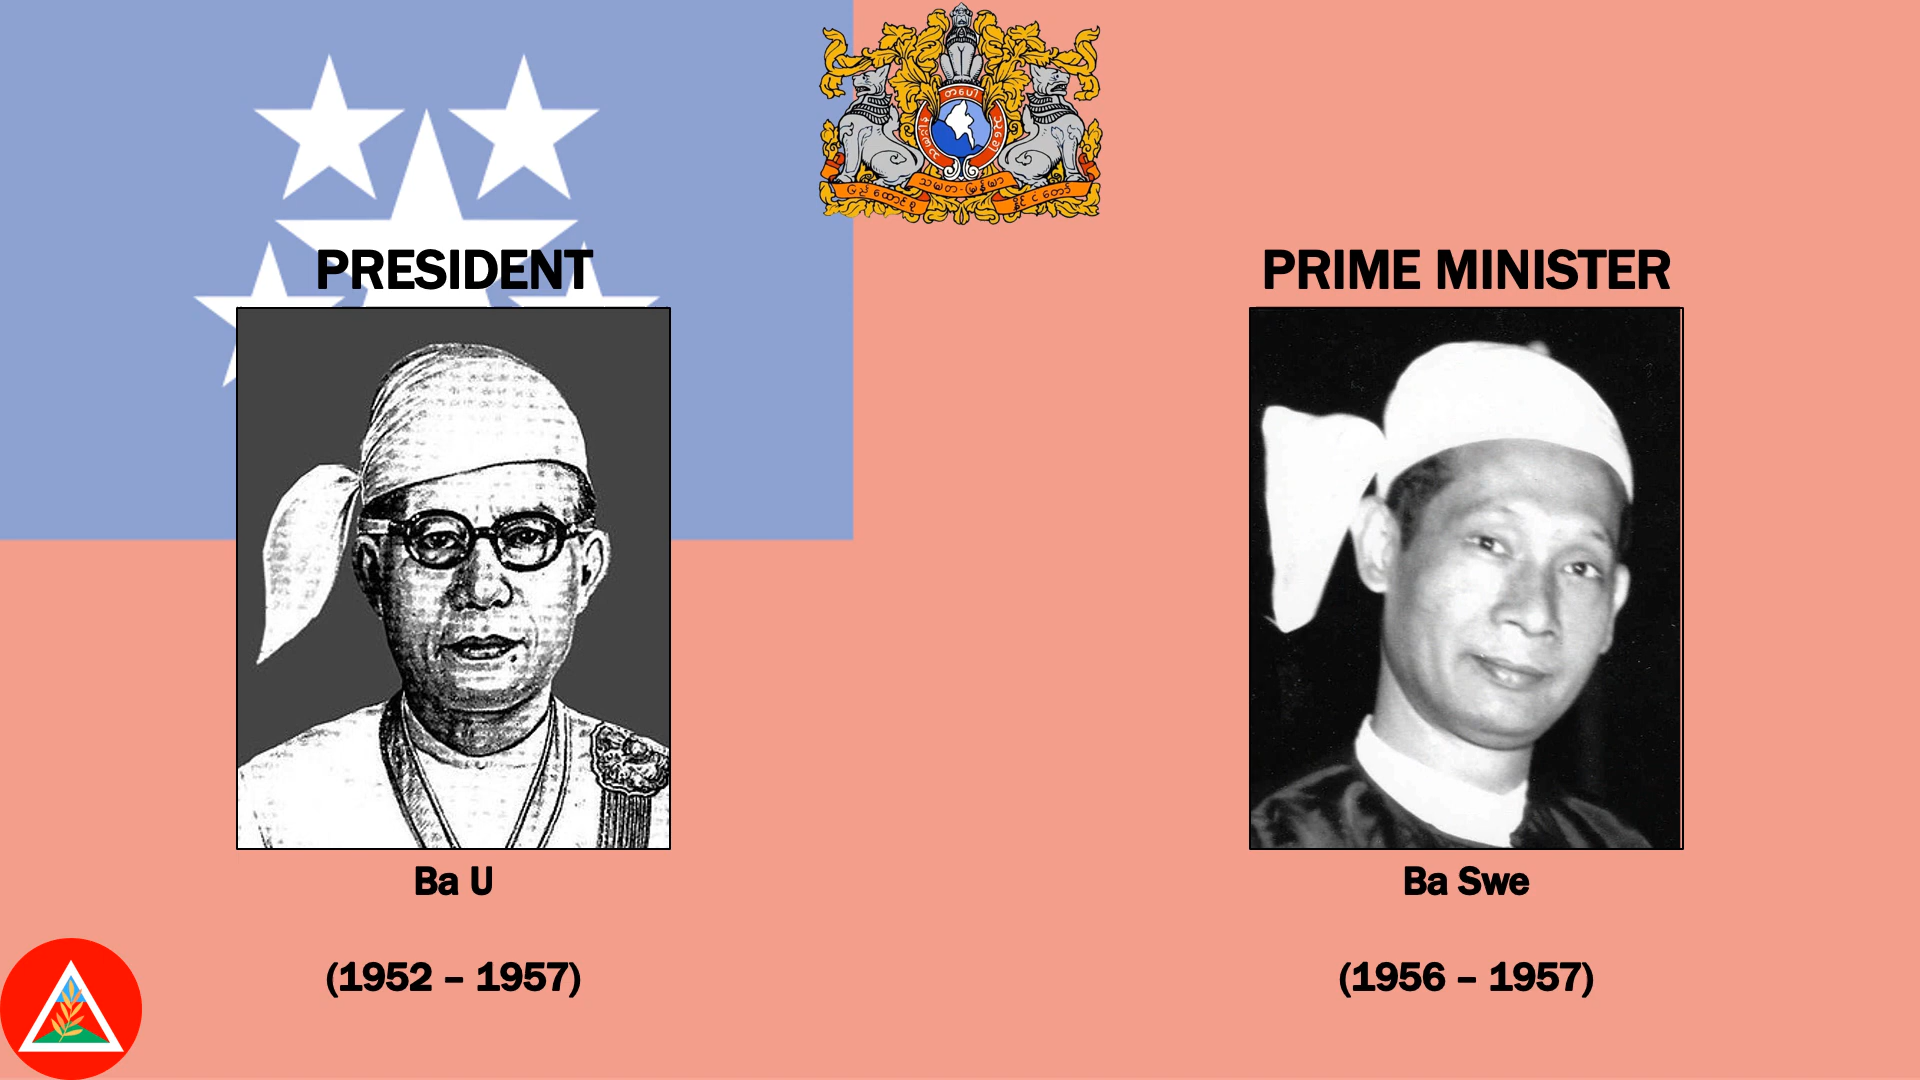 PRESIDENT
PRIME MINISTER
Ba U
(1952 – 1957)
Ba Swe
(1956 – 1957)